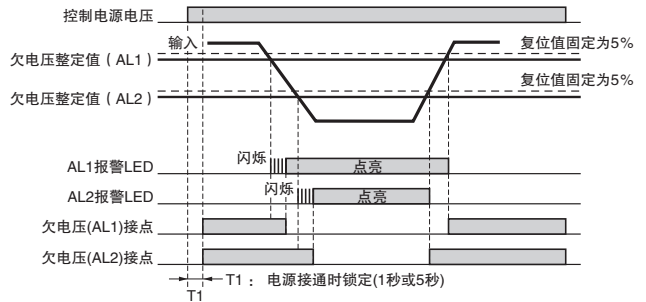 控制电源电压
输入
复位值固定为5%
欠电压整定值（AL1）
复位值固定为5%
欠电压整定值（AL2）
闪烁
点亮
AL1报警LED
闪烁
点亮
AL2报警LED
欠电压(AL1)接点
欠电压(AL2)接点
T1： 电源接通时锁定(1秒或5秒)
T1